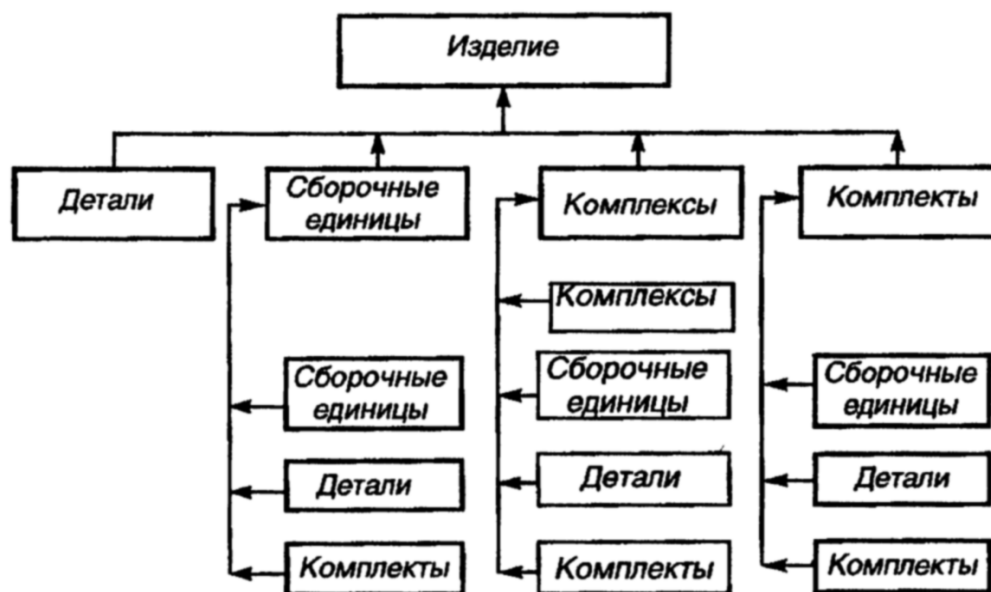 Изделие
Детали
Сборочные
единицы
Комплексы
Комплекты
Комплексы
Сборочные
единицы
Сборочные
единицы
Сборочные
единицы
Детали
Детали
Детали
Комплекты
Комплекты
Комплекты